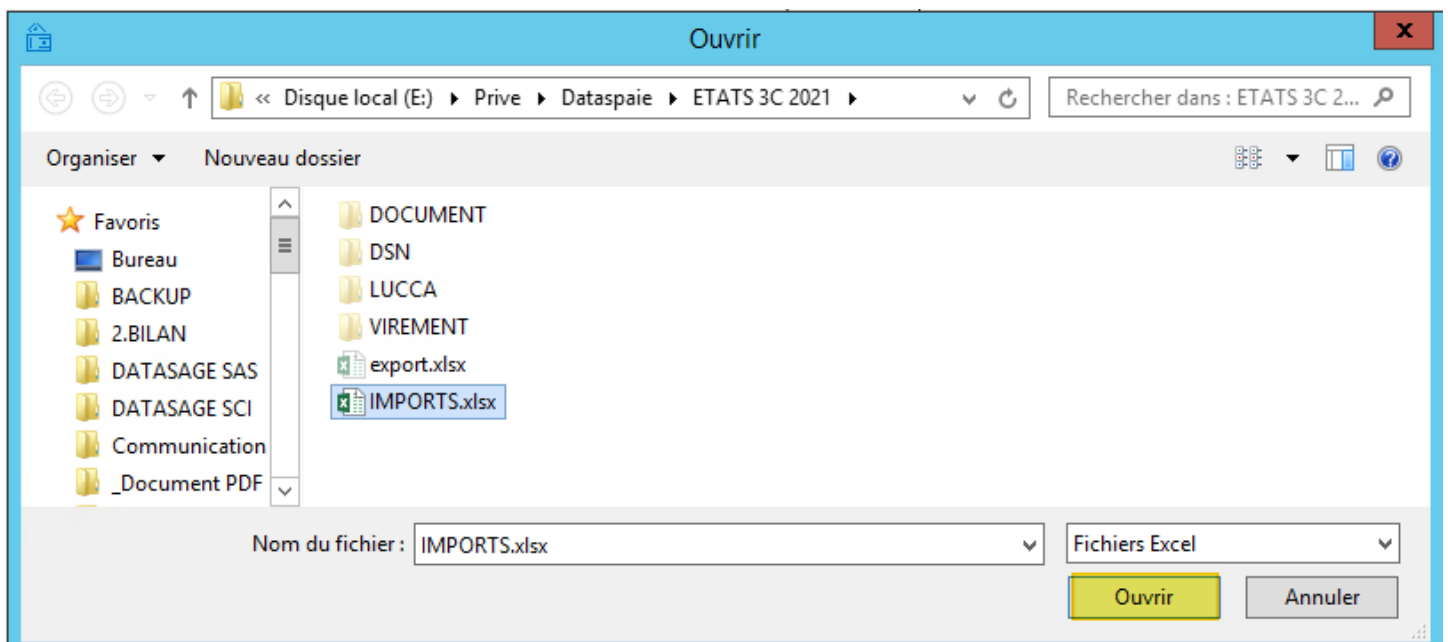 Ouvrir
x
« Disque local (E:) ▸ Prive ▸ Dataspaie ▸ ETATS 3C 2021 ▸
Rechercher dans : ETATS 3C 2...
Organiser ▼ Nouveau dossier
Favoris
Bureau
BACKUP
2.BILAN
DATASAGE SAS
DATASAGE SCI
Communication
_Document PDF
DOCUMENT
DSN
LUCCA
VIREMENT
export.xlsx
IMPORTS.xlsx
Nom du fichier : IMPORTS.xlsx
Fichiers Excel
Ouvrir Annuler